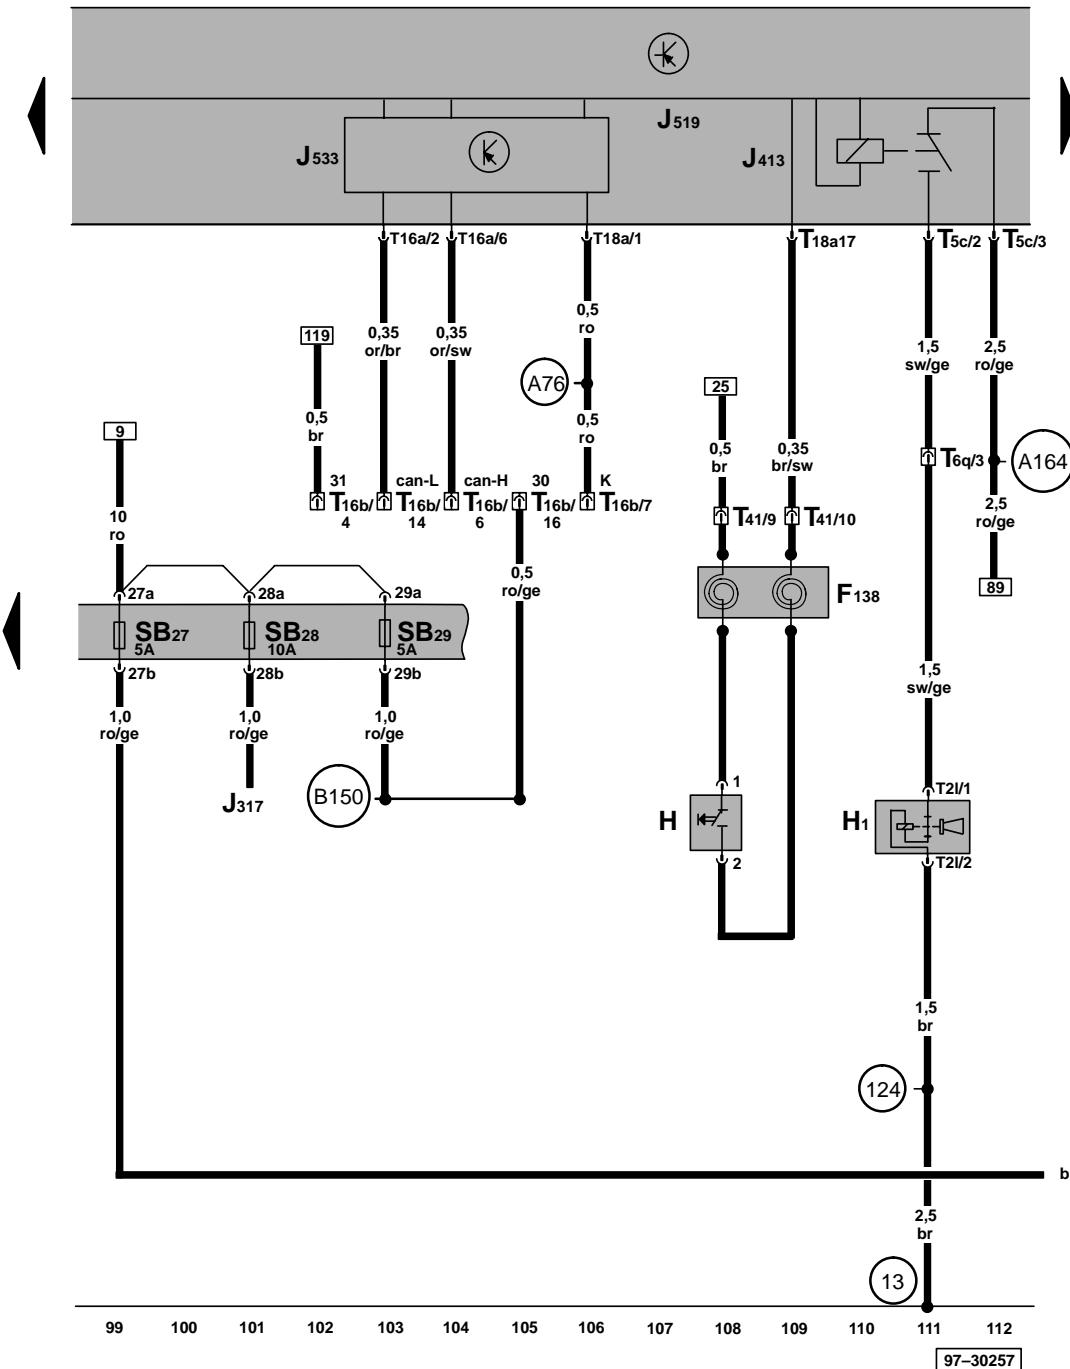 J519
J533
J413
T16a/2
T16a/6
T18a/1
T18a17
T5c/2
T5c/3
119
0,35
or/br
0,35
or/sw
0,5
ro
1,5
sw/ge
2,5
ro/ge
A76
25
9
0,5
br
0,5
ro
0,5
br
0,35
br/sw
T6q/3
A164
31
can-L
can-H
30
K
T16b/
4
T16b/
14
T16b/
6
T16b/
16
T16b/7
10
ro
2,5
ro/ge
T41/9
T41/10
0,5
ro/ge
89
27a
28a
29a
F138
SB27
5A
SB28
10A
SB29
5A
27b
28b
29b
1,5
sw/ge
1,0
ro/ge
1,0
ro/ge
1,0
ro/ge
B150
J317
1
T2l/1
H
H1
2
T2l/2
1,5
br
124
b
2,5
br
13
99 100 101 102 103 104 105 106 107 108 109 110 111 112
97–30257